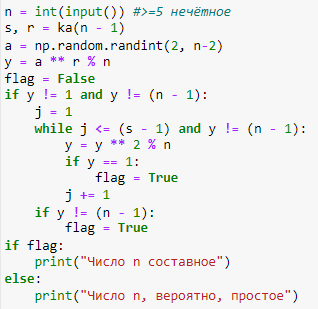 n = int(input()) #>=5 нечётное
s, r = ka(n - 1)
a = np.random.randint(2, n-2)
y = a ** r % n
flag = False
if y != 1 and y != (n - 1):
    j = 1
    while j <= (s - 1) and y != (n - 1):
        y = y ** 2 % n
        if y == 1:
            flag = True
        j += 1
    if y != (n - 1):
        flag = True
if flag:
    print("Число n составное")
else:
    print("Число n, вероятно, простое")